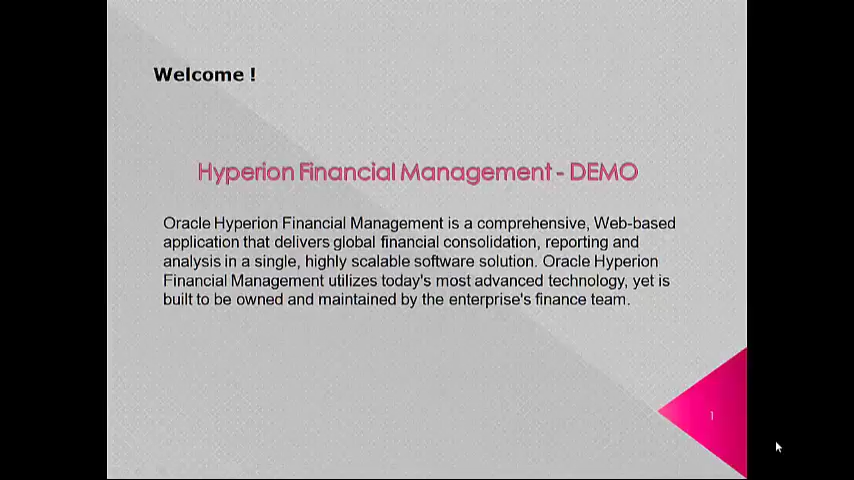 Welcome !
Hyperion Financial Management - DEMO
Oracle Hyperion Financial Management is a comprehensive, Web-based
application that delivers global financial consolidation, reporting and
analysis in a single, highly scalable software solution. Oracle Hyperion
Financial Management utilizes today's most advanced technology, yet is
built to be owned and maintained by the enterprise's finance team.
1